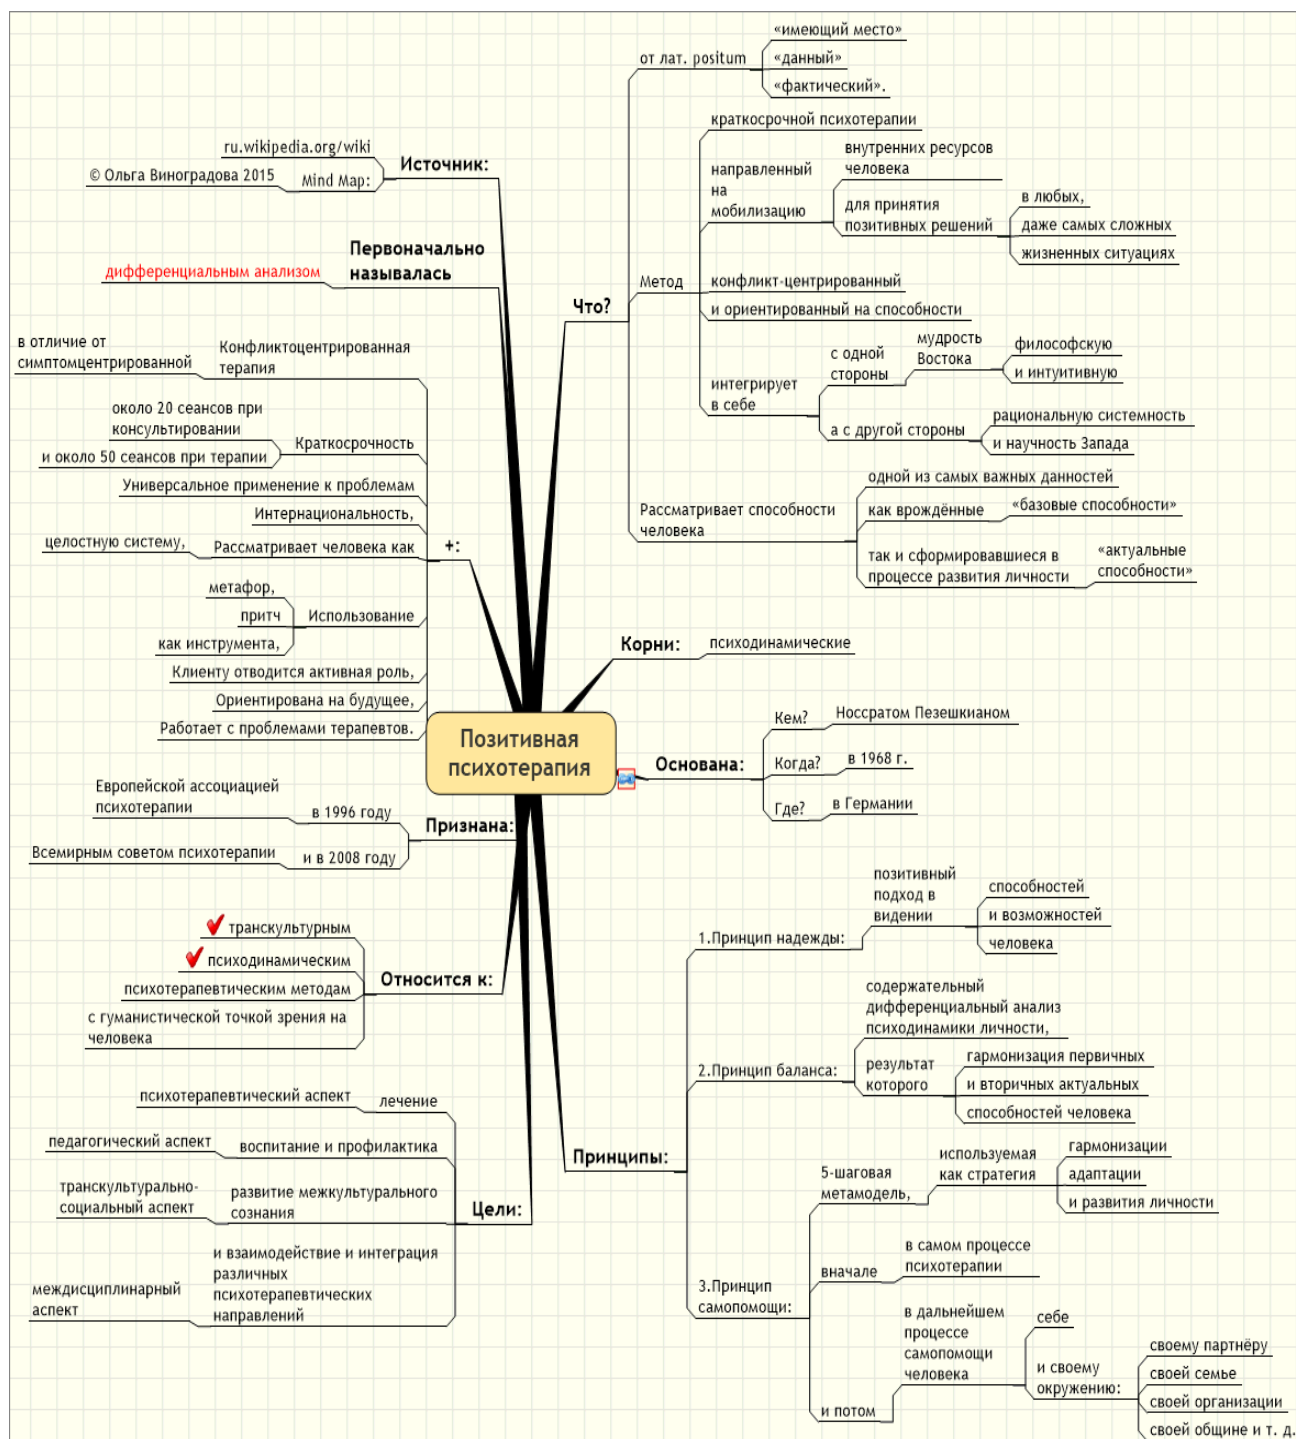 Позитивная
психотерапия
Что?
от лат. positum
«имеющий место»
«данный»
«фактический».
Метод
краткосрочной психотерапии
направленный
на
мобилизацию
внутренних ресурсов
человека
для принятия
позитивных решений
в любых,
даже самых сложных
жизненных ситуациях
конфликт-центрированный
и ориентированный на способности
интегрирует
в себе
с одной
стороны
мудрость
Востока
философскую
и интуитивную
а с другой стороны
рациональную системность
и научность Запада
Рассматривает способности
человека
одной из самых важных данностей
как врождённые
«базовые способности»
так и сформировавшиеся в
процессе развития личности
«актуальные
способности»
Корни:
психодинамические
Основана:
Кем?
Носсратом Пезешкианом
Когда?
в 1968 г.
Где?
в Германии
Принципы:
1.Принцип надежды:
позитивный
подход в
видении
способностей
и возможностей
человека
2.Принцип баланса:
содержательный
дифференциальный анализ
психодинамики личности,
результат
которого
гармонизация первичных
и вторичных актуальных
способностей человека
3.Принцип
самопомощи:
5-шаговая
метамодель,
используемая
как стратегия
гармонизации
адаптации
и развития личности
вначале
в самом процессе
психотерапии
и потом
в дальнейшем
процессе
самопомощи
человека
себе
и своему
окружению:
своему партнёру
своей семье
своей организации
своей общине и т. д.
Источник:
ru.wikipedia.org/wiki
Mind Map:
© Ольга Виноградова 2015
Первоначально
называлась
дифференциальным анализом
+:
Конфликтоцентрированная
терапия
в отличие от
симптомцентрированной
Краткосрочность
около 20 сеансов при
консультировании
и около 50 сеансов при терапии
Универсальное применение к проблемам
Интернациональность,
Рассматривает человека как
целостную систему,
Использование
метафор,
притч
как инструмента,
Клиенту отводится активная роль,
Ориентирована на будущее,
Работает с проблемами терапевтов.
Признана:
в 1996 году
Европейской ассоциацией
психотерапии
и в 2008 году
Всемирным советом психотерапии
Относится к:
транскультурным
психодинамическим
психотерапевтическим методам
с гуманистической точкой зрения на
человека
Цели:
лечение
психотерапевтический аспект
воспитание и профилактика
педагогический аспект
развитие межкультурального
сознания
транскультурально-
социальный аспект
и взаимодействие и интеграция
различных
психотерапевтических
направлений
междисциплинарный
аспект